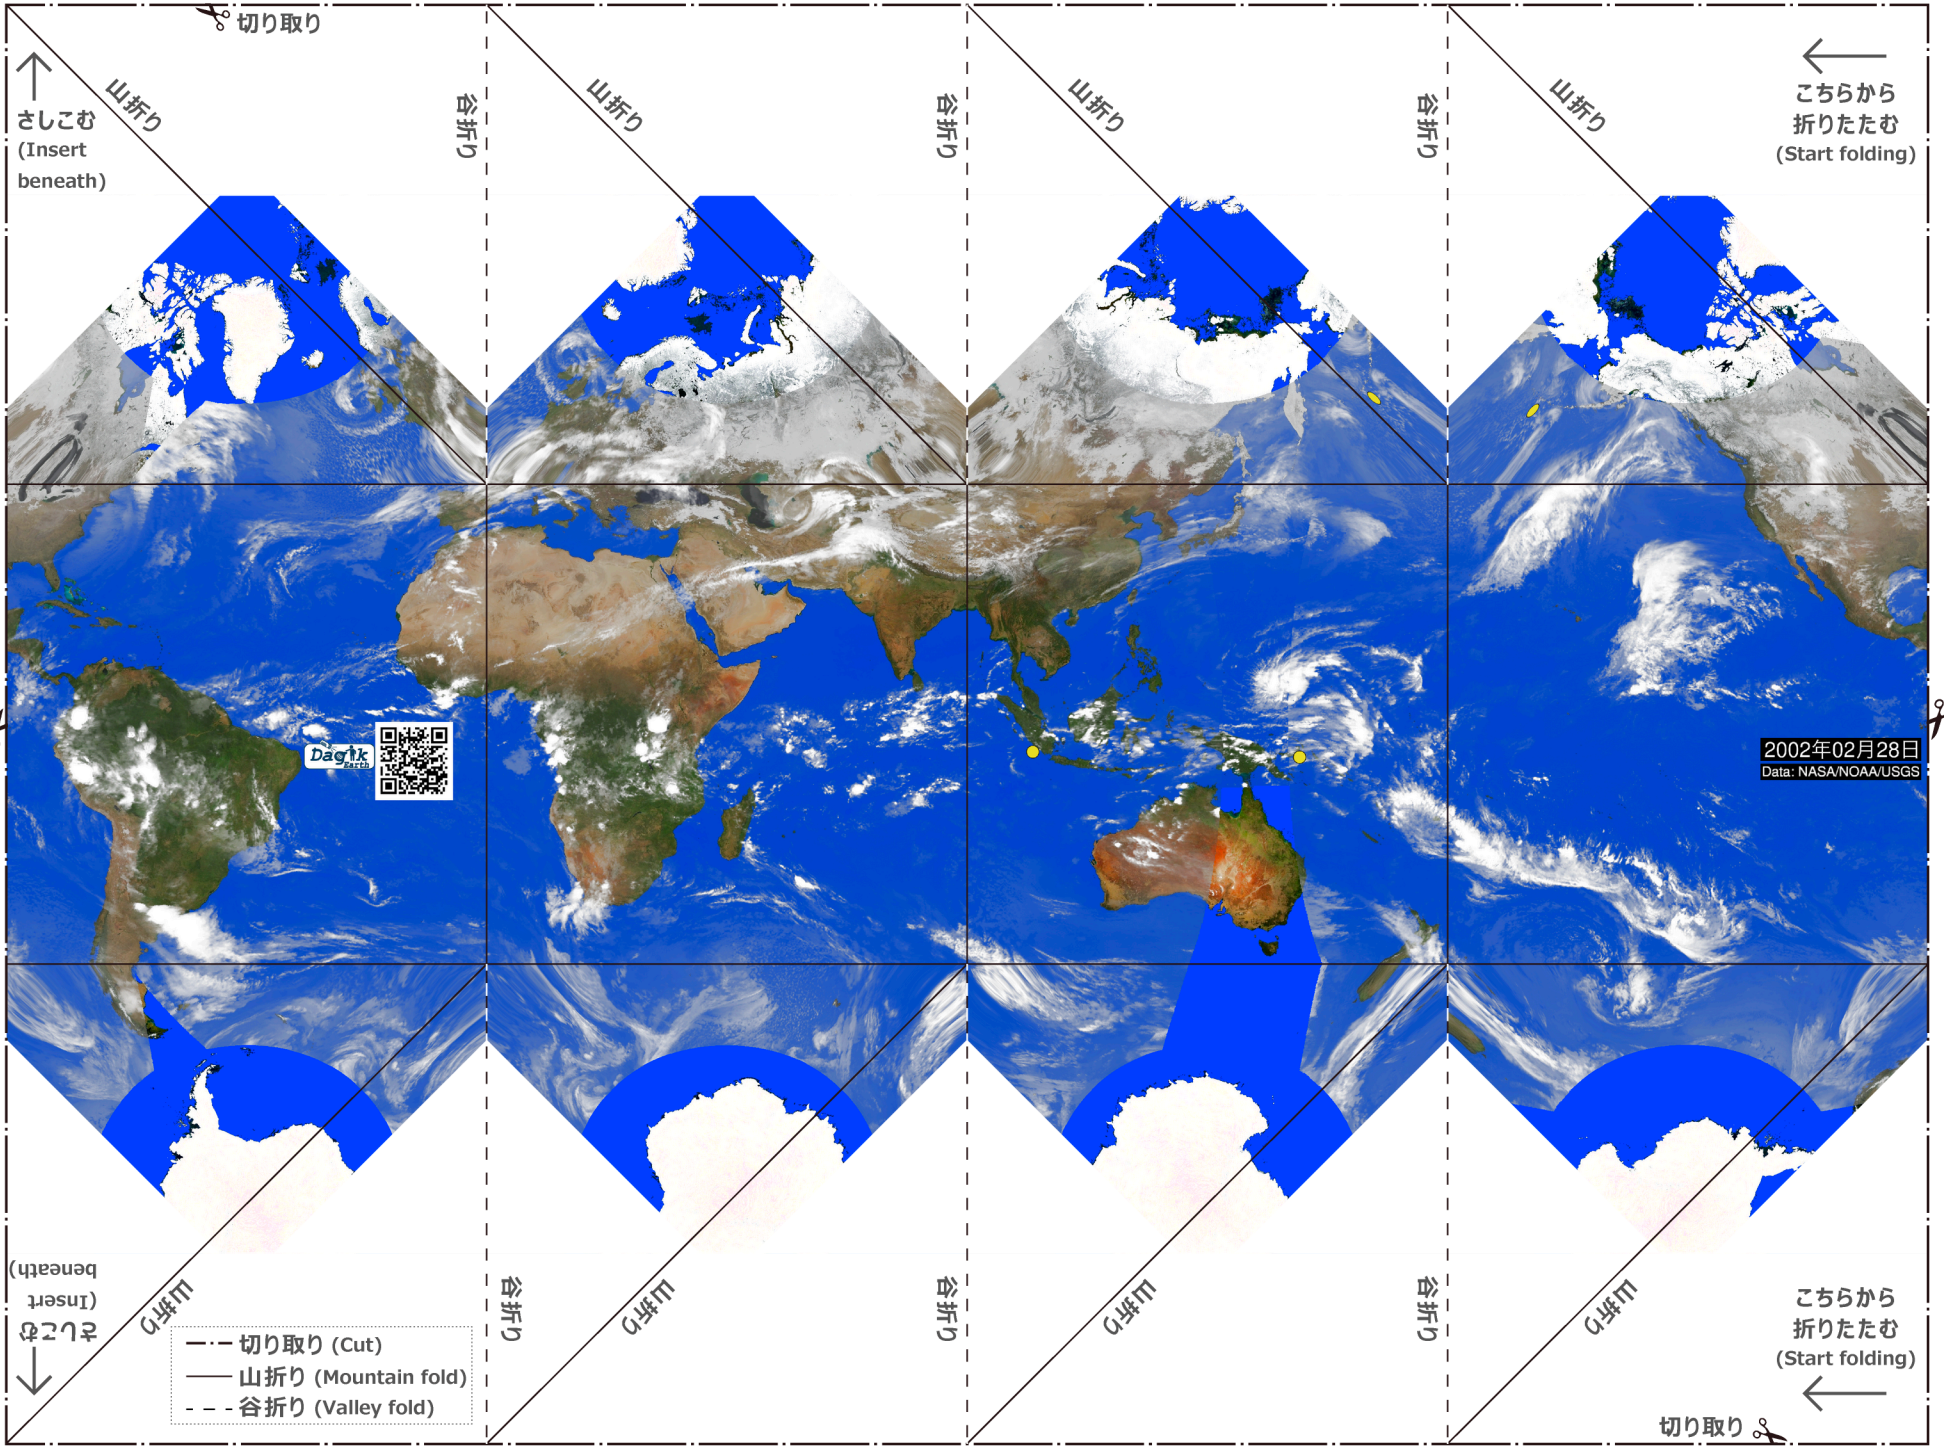 切り取り
こちらから
折りたたむ
(Start folding)
さしこむ
(Insert
beneath)
山折り
谷折り
山折り
谷折り
山折り
谷折り
山折り
Dagik
Earth
2002年02月28日
Data: NASA/NOAA/USGS
さしこむ
(Insert
beneath)
山折り
谷折り
山折り
谷折り
山折り
谷折り
山折り
こちらから
折りたたむ
(Start folding)
切り取り (Cut)
山折り (Mountain fold)
谷折り (Valley fold)
切り取り